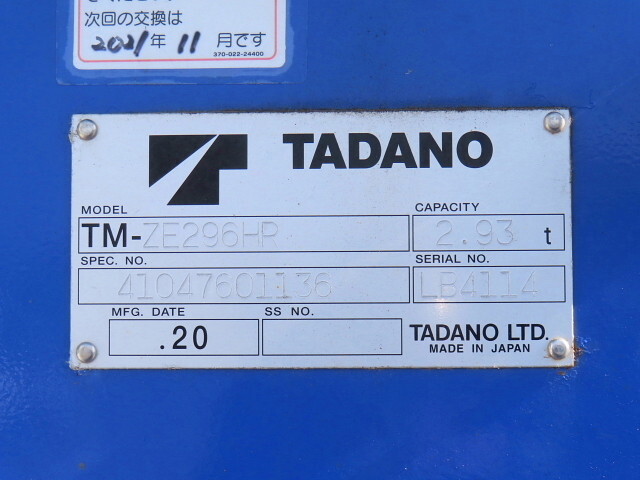 次回の交換は
2021年 11 月です
370-022-24400
TADANO
MODEL CAPACITY
TM-ZE296HR 2.93 t
SPEC. NO. SERIAL NO.
41047601136 LB4114
MFG. DATE SS NO.
.20 TADANO LTD.
MADE IN JAPAN